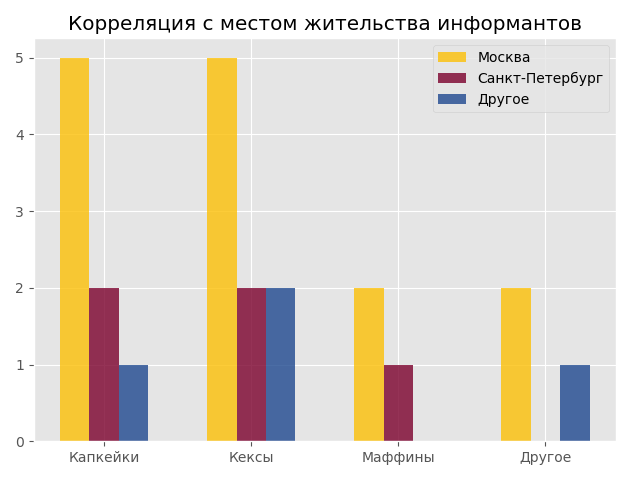 Корреляция с местом жительства информантов
Москва
Санкт-Петербург
Другое
5
4
3
2
1
0
Капкейки Кексы Маффины Другое